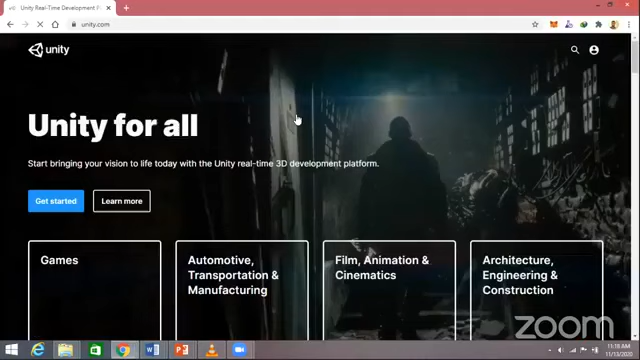 Unity Real-Time Development P
unity.com
unity
Unity for all
Start bringing your vision to life today with the Unity real-time 3D development platform.
Get started
Learn more
Games
Automotive,
Transportation &
Manufacturing
Film, Animation &
Cinematics
Architecture,
Engineering &
Construction
zoom
11:18 AM
11/13/2020